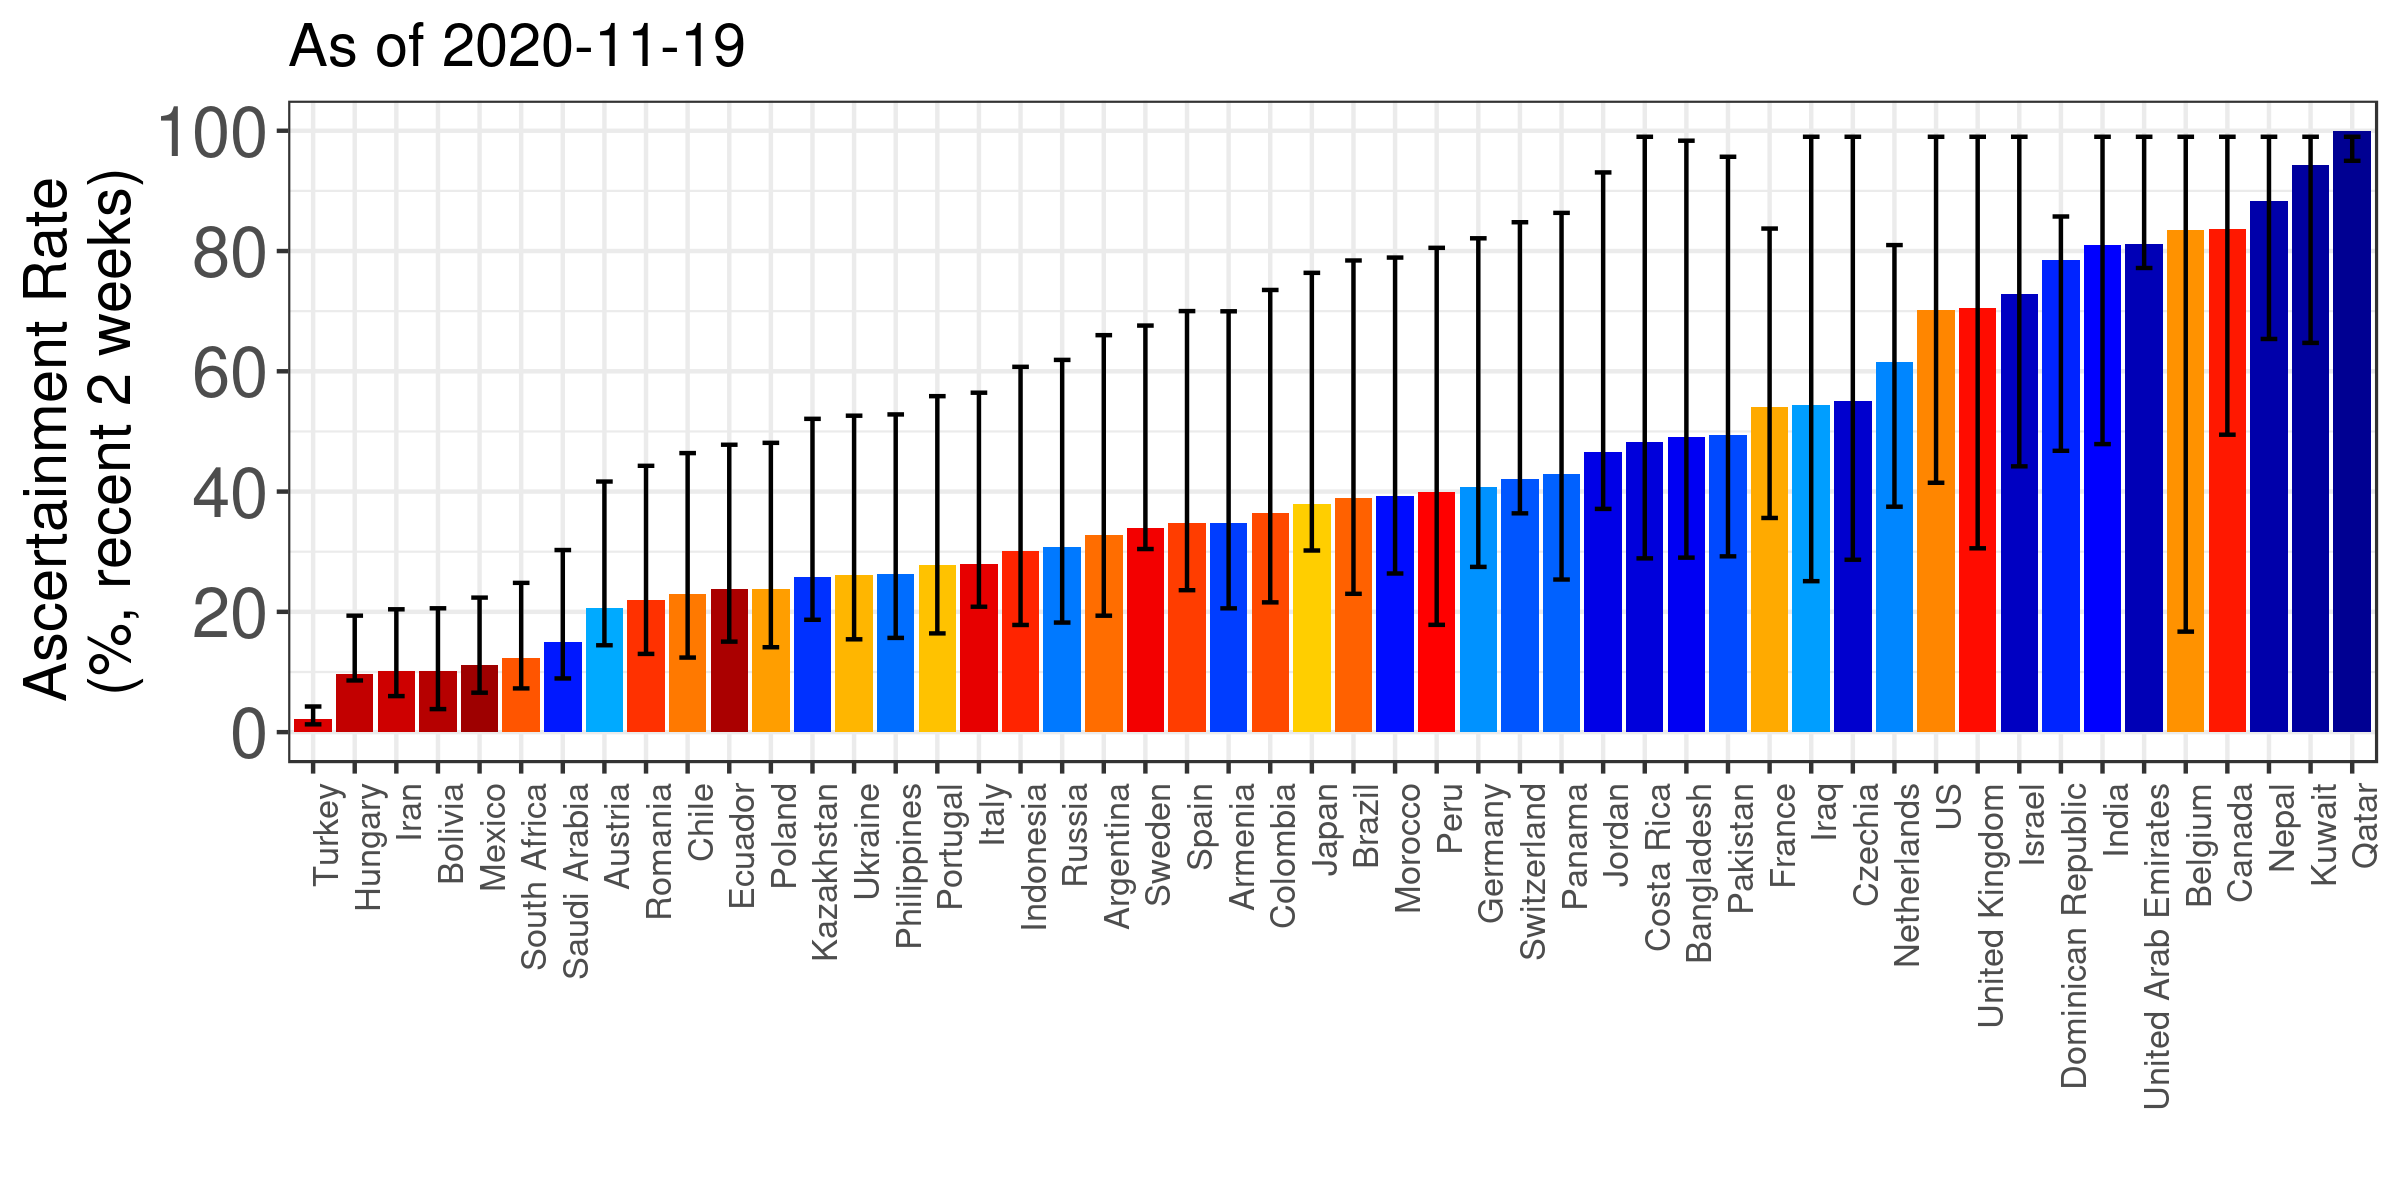 As of 2020-11-19
Ascertainment Rate
(%, recent 2 weeks)
100
80
60
40
20
0
Turkey
Hungary
Iran
Bolivia
Mexico
South Africa
Saudi Arabia
Austria
Romania
Chile
Ecuador
Poland
Kazakhstan
Ukraine
Philippines
Portugal
Italy
Indonesia
Russia
Argentina
Sweden
Spain
Armenia
Colombia
Japan
Brazil
Morocco
Peru
Germany
Switzerland
Panama
Jordan
Costa Rica
Bangladesh
Pakistan
France
Iraq
Czechia
Netherlands
US
United Kingdom
Israel
Dominican Republic
India
United Arab Emirates
Belgium
Canada
Nepal
Kuwait
Qatar